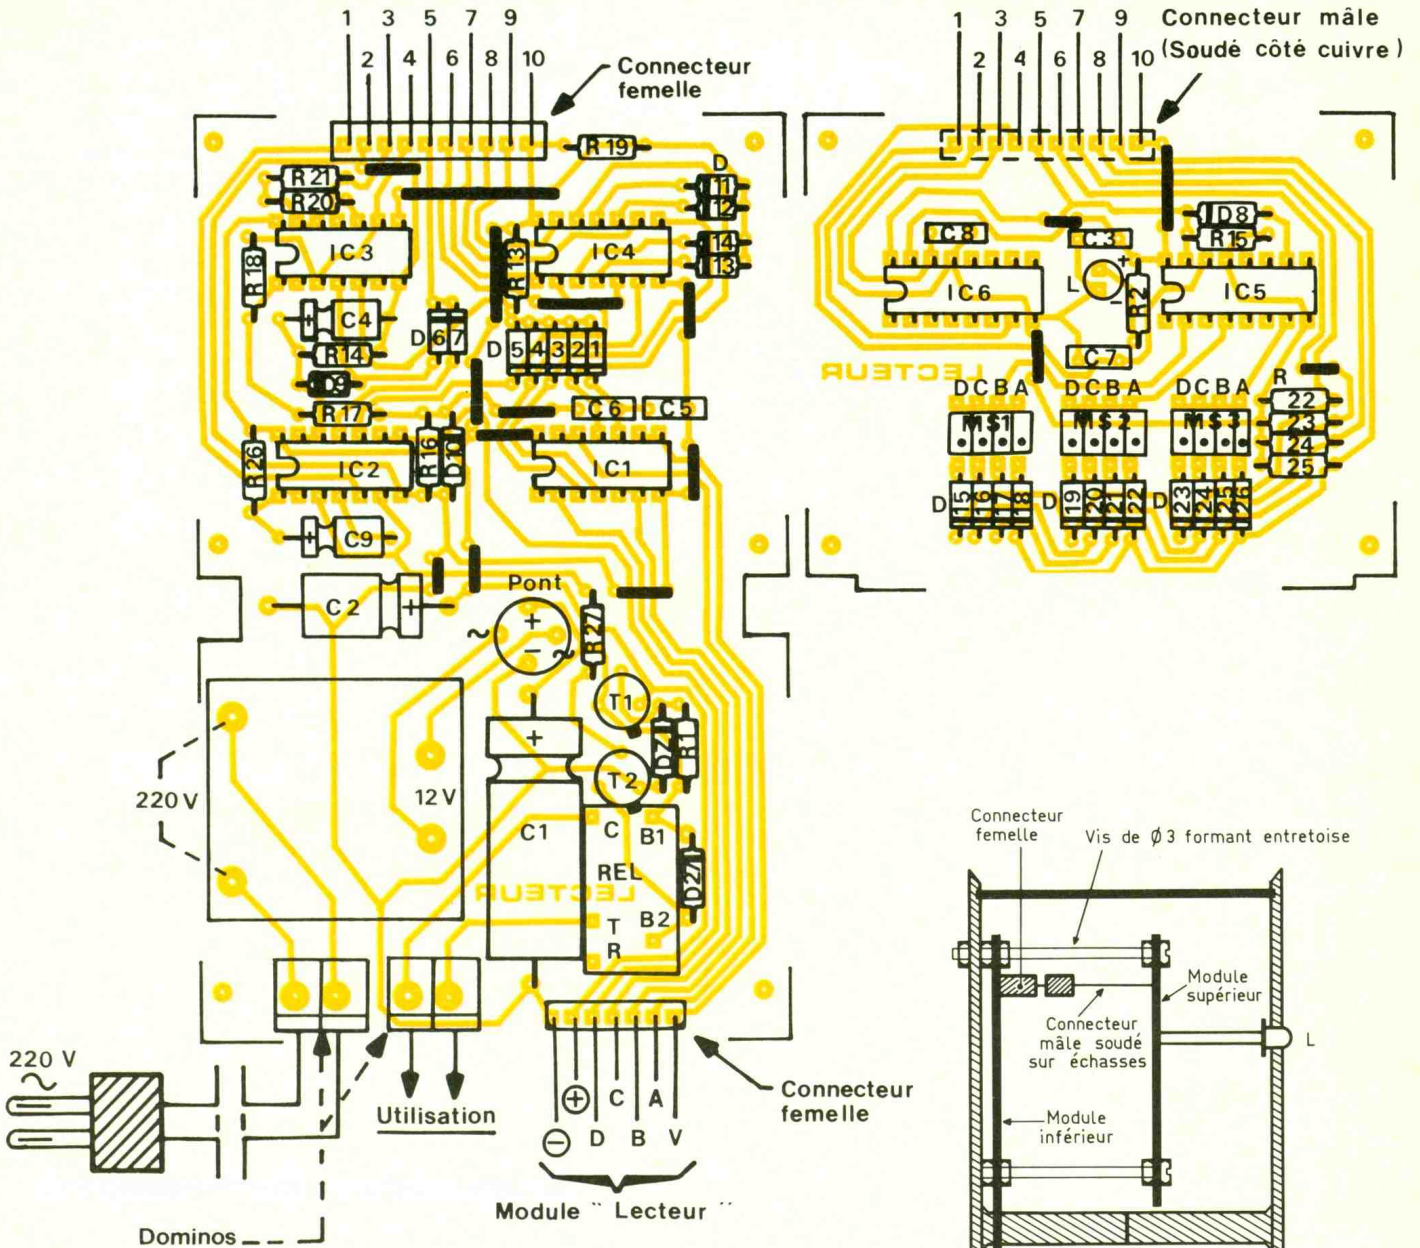 1 3 5 7 9
2 4 6 8 10
Connecteur
femelle
R19
D
11
12
14
13
R21
R20
IC3
R18
R13
IC4
C4
D 6 7
D 5 4 3 2 1
R14
D9
R17
C6
C5
R26
IC2
R16
D10
IC1
C9
C2
Pont
+
~
-
~
R27
T1
+
DZ1
R1
T2
220V
12V
C1
C
B1
REL
LECTEUR
B2
T
R
Utilisation
⊕ C A
⊖ D B V
Connecteur
femelle
Module " Lecteur "
220 V
~
Dominos
1 3 5 7 9
2 4 6 8 10
Connecteur mâle
(Soudé côté cuivre)
C8
C3
D8
R15
L
+
-
IC6
R2
IC5
C7
LECTEUR
DCBA DCBA DCBA
R
MS1
MS2
MS3
22
23
24
25
D 15 16 17 18
D 19 20 21 22
D 23 24 25 26
Connecteur
femelle
Vis de Ø3 formant entretoise
Module
supérieur
Connecteur
mâle soudé
sur échasses
L
Module
inférieur